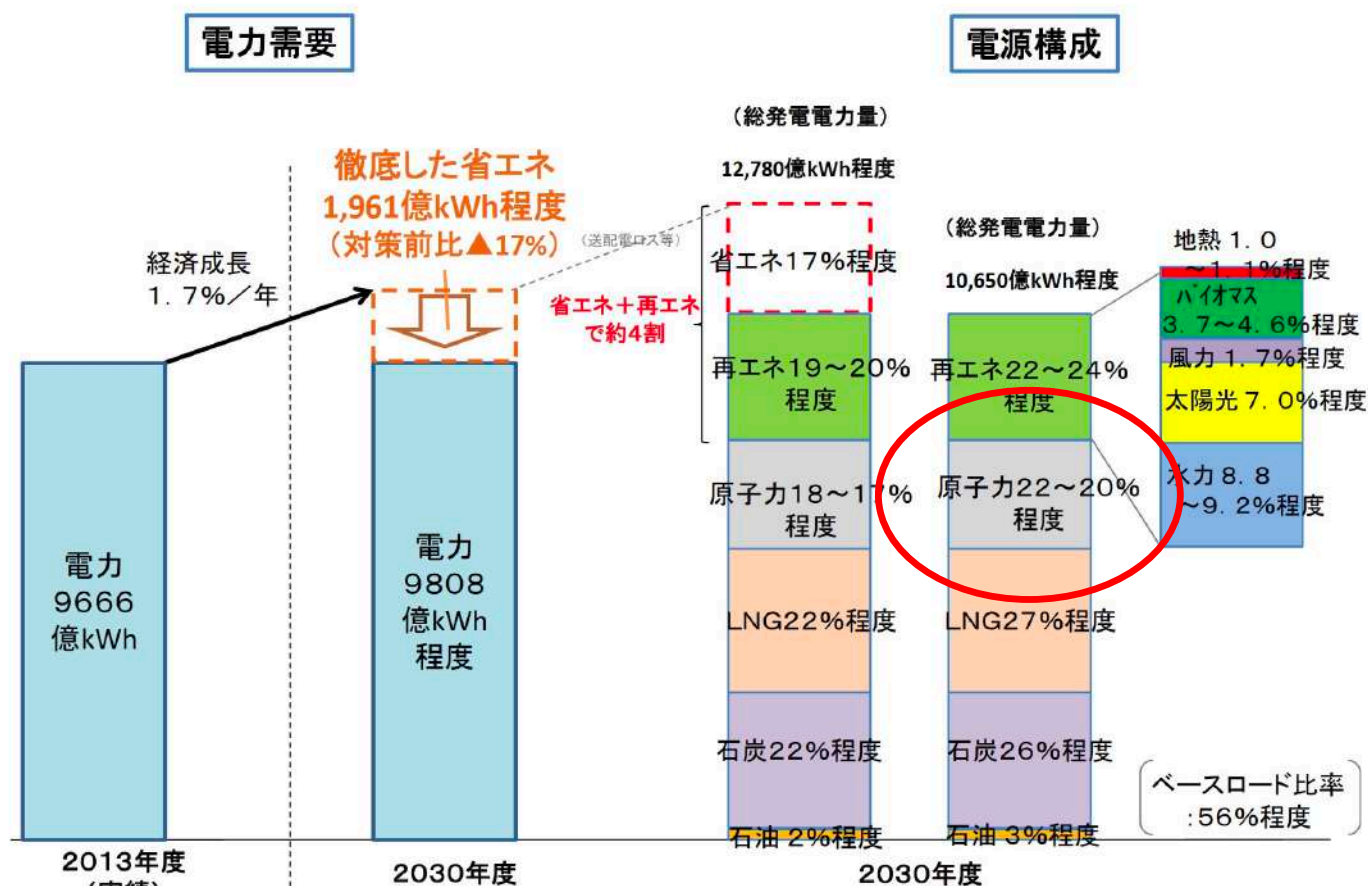 電力需要
電源構成
徹底した省エネ
1,961億kWh程度
(対策前比▲17%)
経済成長
1.7%/年
(送配電ロス等)
(総発電電力量)
12,780億kWh程度
省エネ+再エネ
で約4割
省エネ17%程度
再エネ19~20%
程度
原子力18~17%
程度
LNG22%程度
石炭22%程度
石油 2%程度
(総発電電力量)
10,650億kWh程度
再エネ22~24%
程度
原子力22~20%
程度
LNG27%程度
石炭26%程度
石油 3%程度
地熱 1.0
~1.1%程度
バイオマス
3.7~4.6%程度
風力 1.7%程度
太陽光 7.0%程度
水力 8.8
~9.2%程度
ベースロード比率
:56%程度
電力
9666
億kWh
電力
9808
億kWh
程度
2013年度
(実績)
2030年度
2030年度